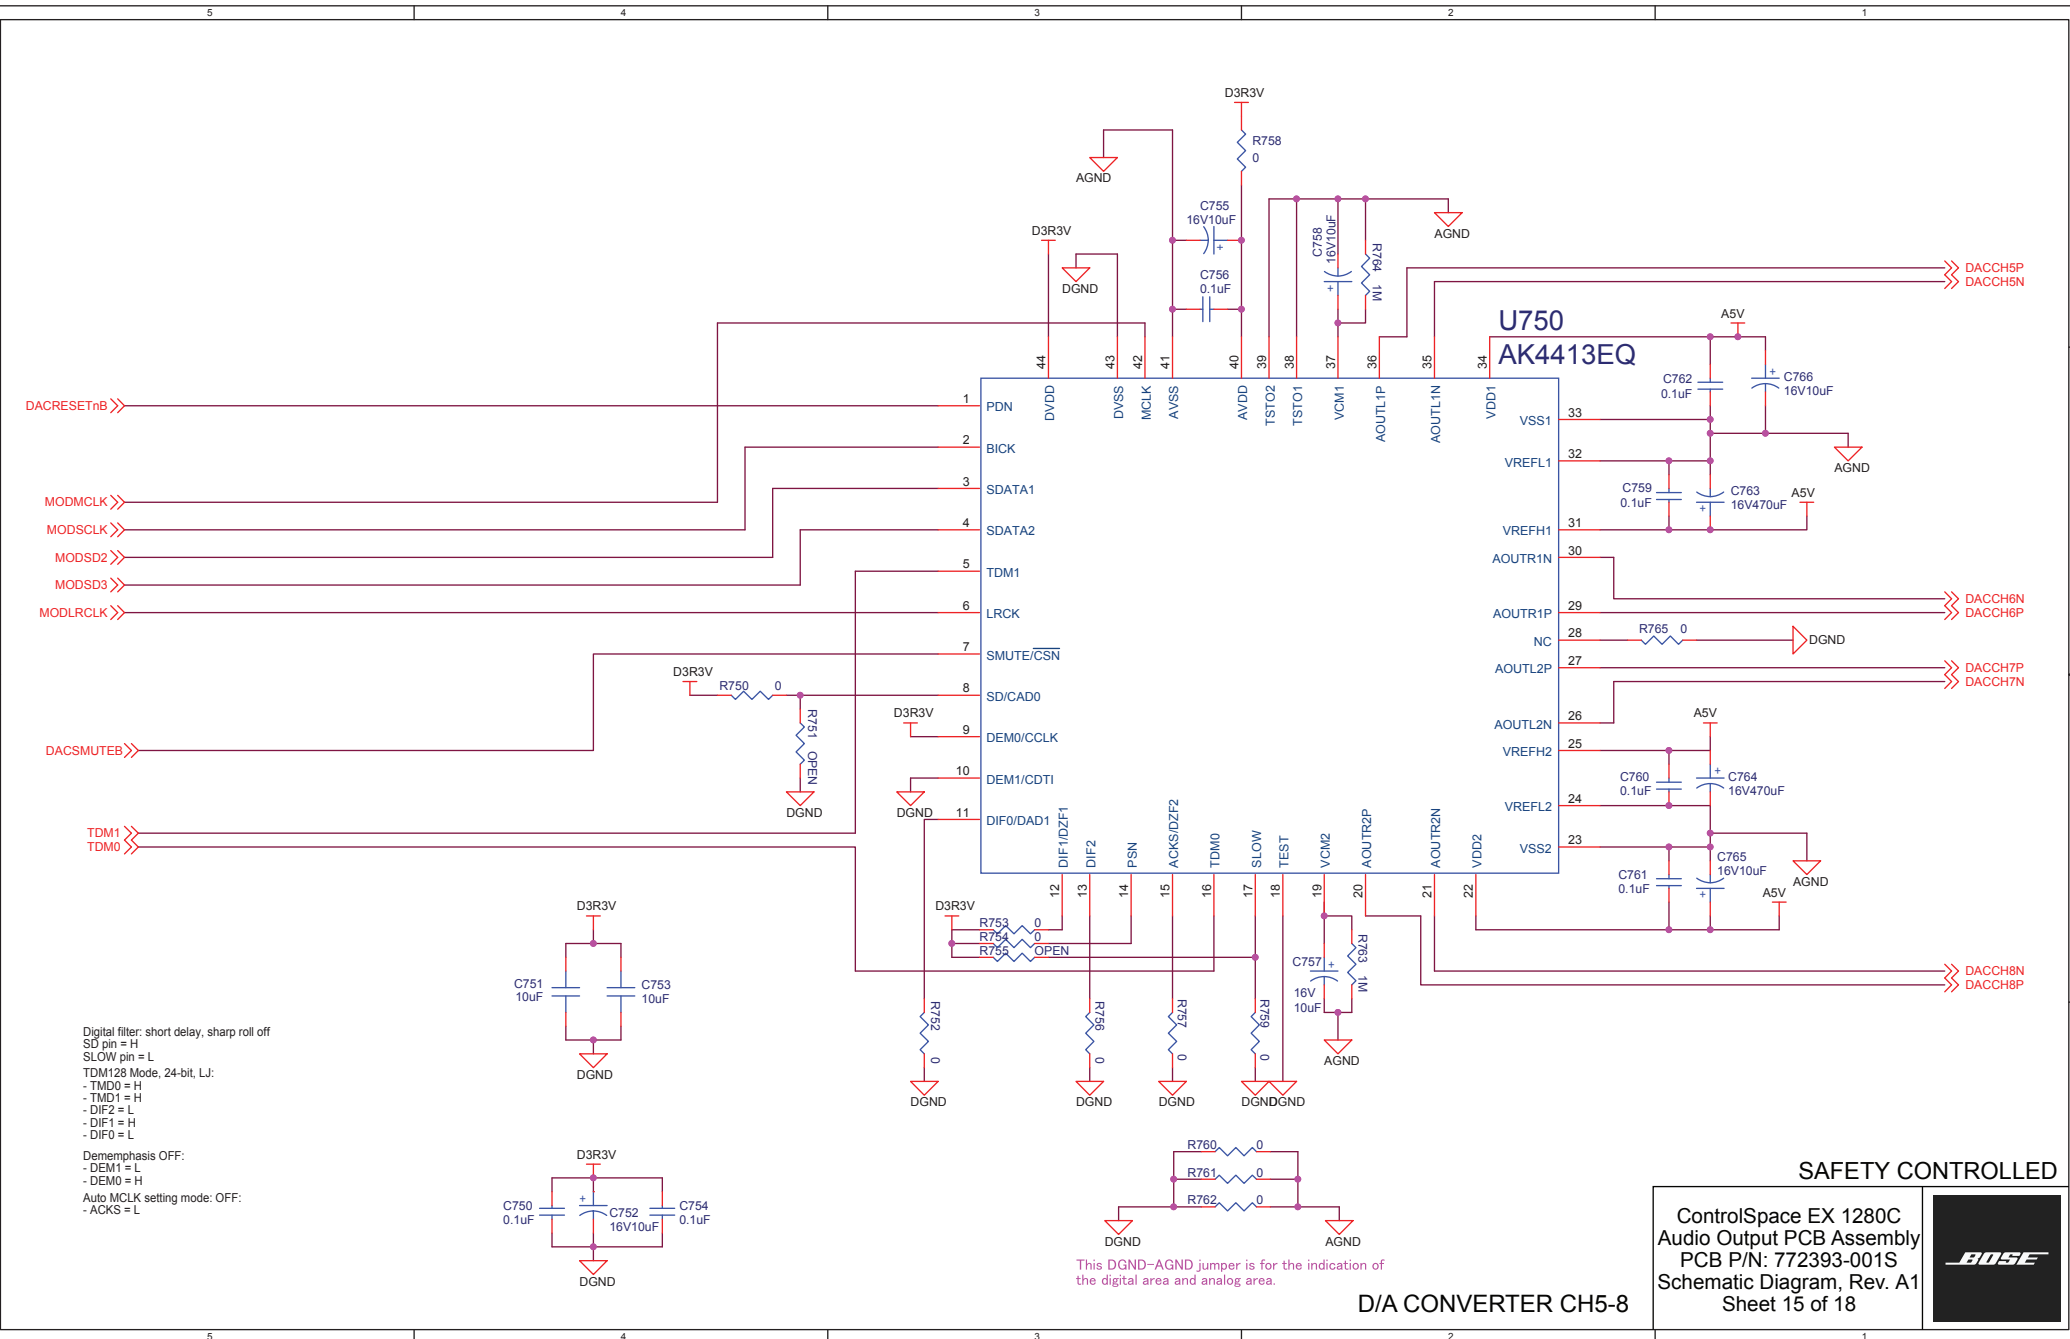 5 4 3 2 1
D3R3V
R758
0
AGND
C755
16V10uF
+
C756
0.1uF
D3R3V
DGND
C758
16V10uF
+
R764
1M
AGND
DACCH5P
DACCH5N
U750
AK4413EQ
A5V
C762
0.1uF
+
C766
16V10uF
AGND
44 43 42 41 40 39 38 37 36 35 34
DVDD DVSS MCLK AVSS AVDD TSTO2 TSTO1 VCM1 AOUTL1P AOUTL1N VDD1
DACRESETnB
MODMCLK
MODSCLK
MODSD2
MODSD3
MODLRCLK
DACSMUTEB
TDM1
TDM0
1 PDN
2 BICK
3 SDATA1
4 SDATA2
5 TDM1
6 LRCK
7 SMUTE/CSN
8 SD/CAD0
9 DEM0/CCLK
10 DEM1/CDTI
11 DIF0/DAD1
D3R3V
R750 0
R751 OPEN
DGND
D3R3V
DGND
VSS1 33
VREFL1 32
VREFH1 31
AOUTR1N 30
AOUTR1P 29
NC 28
AOUTL2P 27
AOUTL2N 26
VREFH2 25
VREFL2 24
VSS2 23
C759
0.1uF
+
C763
16V470uF
A5V
DACCH6N
DACCH6P
R765 0
DGND
DACCH7P
DACCH7N
A5V
C760
0.1uF
+
C764
16V470uF
C761
0.1uF
C765
16V10uF
+
A5V
AGND
DIF1/DZF1 DIF2 PSN ACKS/DZF2 TDM0 SLOW TEST VCM2 AOUTR2P AOUTR2N VDD2
12 13 14 15 16 17 18 19 20 21 22
D3R3V
R753 0
R754 0
R755 OPEN
R752 0
DGND
R756 0
DGND
R757 0
DGND
R759 0
DGND
DGND
C757
+
16V
10uF
R763 1M
AGND
DACCH8N
DACCH8P
D3R3V
C751
10uF
C753
10uF
DGND
Digital filter: short delay, sharp roll off
SD pin = H
SLOW pin = L
TDM128 Mode, 24-bit, LJ:
- TMD0 = H
- TMD1 = H
- DIF2 = L
- DIF1 = H
- DIF0 = L
Dememphasis OFF:
- DEM1 = L
- DEM0 = H
Auto MCLK setting mode: OFF:
- ACKS = L
D3R3V
C750
0.1uF
+
C752
16V10uF
C754
0.1uF
DGND
R760 0
R761 0
R762 0
DGND
AGND
This DGND-AGND jumper is for the indication of
the digital area and analog area.
D/A CONVERTER CH5-8
SAFETY CONTROLLED
ControlSpace EX 1280C
Audio Output PCB Assembly
PCB P/N: 772393-001S
Schematic Diagram, Rev. A1
Sheet 15 of 18
BOSE
5 4 3 2 1